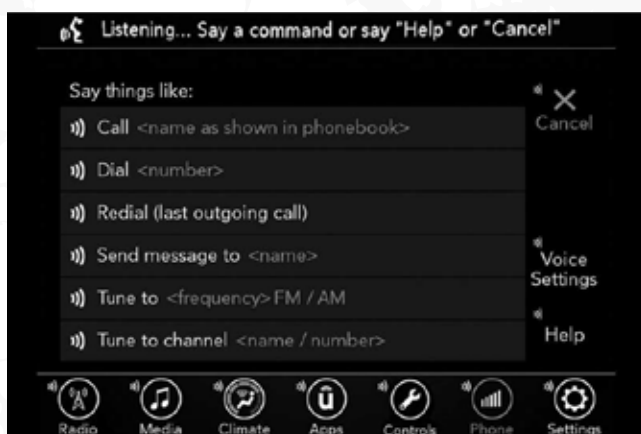 Listening... Say a command or say "Help" or "Cancel"
Say things like:
Call <name as shown in phonebook>
Dial <number>
Redial (last outgoing call)
Send message to <name>
Tune to <frequency> FM / AM
Tune to channel <name / number>
Cancel
Voice
Settings
Help
Radio Media Climate Apps Controls Phone Settings